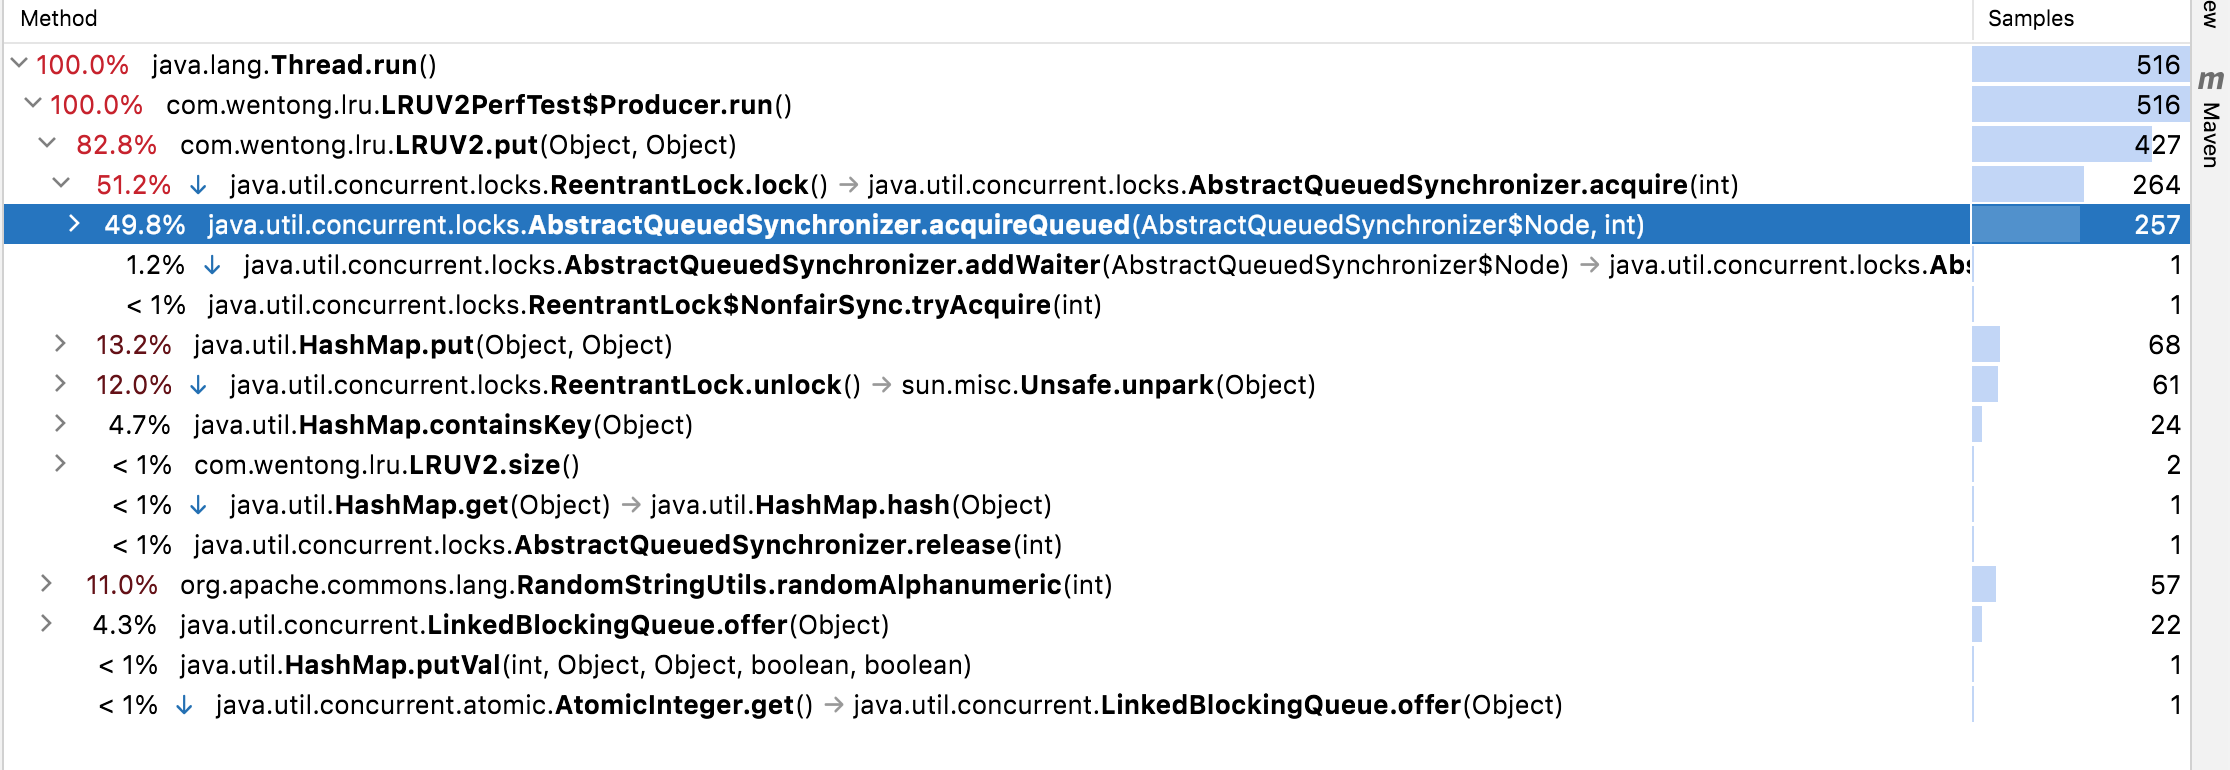 Method Samples
100.0% java.lang.Thread.run() 516
100.0% com.wentong.lru.LRUV2PerfTest$Producer.run() 516
82.8% com.wentong.lru.LRUV2.put(Object, Object) 427
51.2% ↓ java.util.concurrent.locks.ReentrantLock.lock() → java.util.concurrent.locks.AbstractQueuedSynchronizer.acquire(int) 264
49.8% java.util.concurrent.locks.AbstractQueuedSynchronizer.acquireQueued(AbstractQueuedSynchronizer$Node, int) 257
1.2% ↓ java.util.concurrent.locks.AbstractQueuedSynchronizer.addWaiter(AbstractQueuedSynchronizer$Node) → java.util.concurrent.locks.Abs 1
< 1% java.util.concurrent.locks.ReentrantLock$NonfairSync.tryAcquire(int) 1
13.2% java.util.HashMap.put(Object, Object) 68
12.0% ↓ java.util.concurrent.locks.ReentrantLock.unlock() → sun.misc.Unsafe.unpark(Object) 61
4.7% java.util.HashMap.containsKey(Object) 24
< 1% com.wentong.lru.LRUV2.size() 2
< 1% ↓ java.util.HashMap.get(Object) → java.util.HashMap.hash(Object) 1
< 1% java.util.concurrent.locks.AbstractQueuedSynchronizer.release(int) 1
11.0% org.apache.commons.lang.RandomStringUtils.randomAlphanumeric(int) 57
4.3% java.util.concurrent.LinkedBlockingQueue.offer(Object) 22
< 1% java.util.HashMap.putVal(int, Object, Object, boolean, boolean) 1
< 1% ↓ java.util.concurrent.atomic.AtomicInteger.get() → java.util.concurrent.LinkedBlockingQueue.offer(Object) 1
ew
m Maven